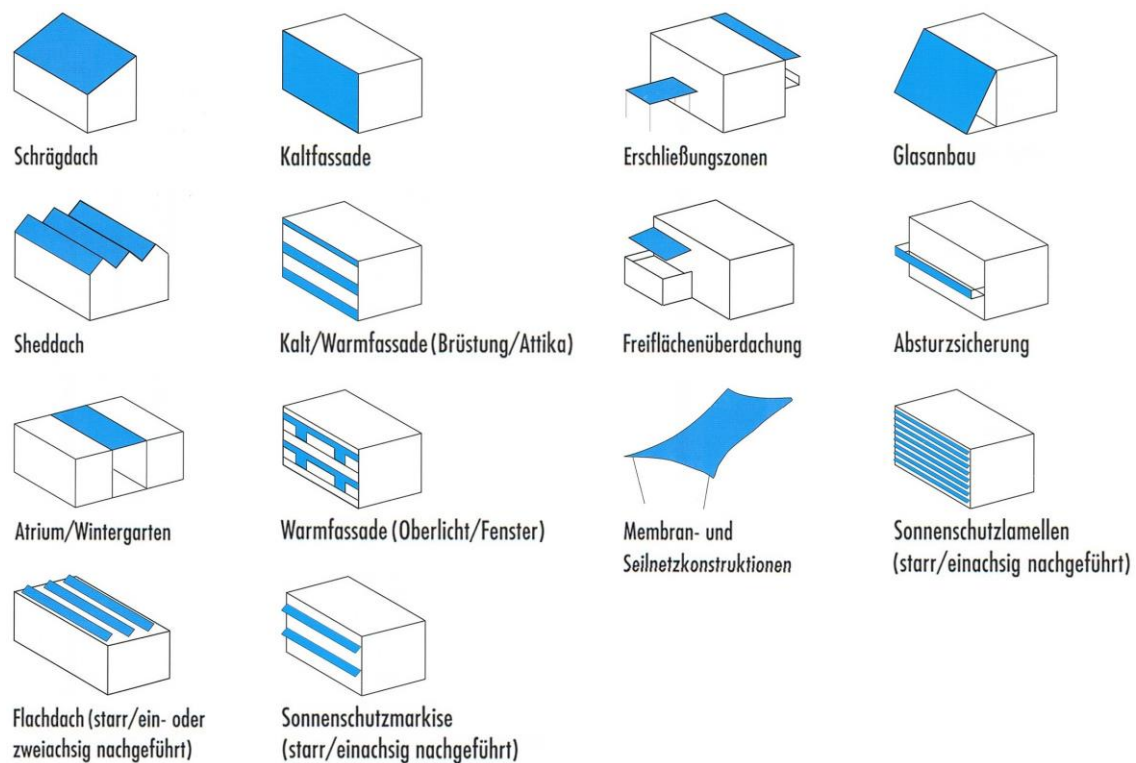 Schrägdach
Kaltfassade
Erschließungszonen
Glasanbau
Sheddach
Kalt/Warmfassade (Brüstung/Attika)
Freiflächenüberdachung
Absturzsicherung
Atrium/Wintergarten
Warmfassade (Oberlicht/Fenster)
Membran- und
Seilnetzkonstruktionen
Sonnenschutzlamellen
(starr/einachsig nachgeführt)
Flachdach (starr/ein- oder
zweiachsig nachgeführt)
Sonnenschutzmarkise
(starr/einachsig nachgeführt)